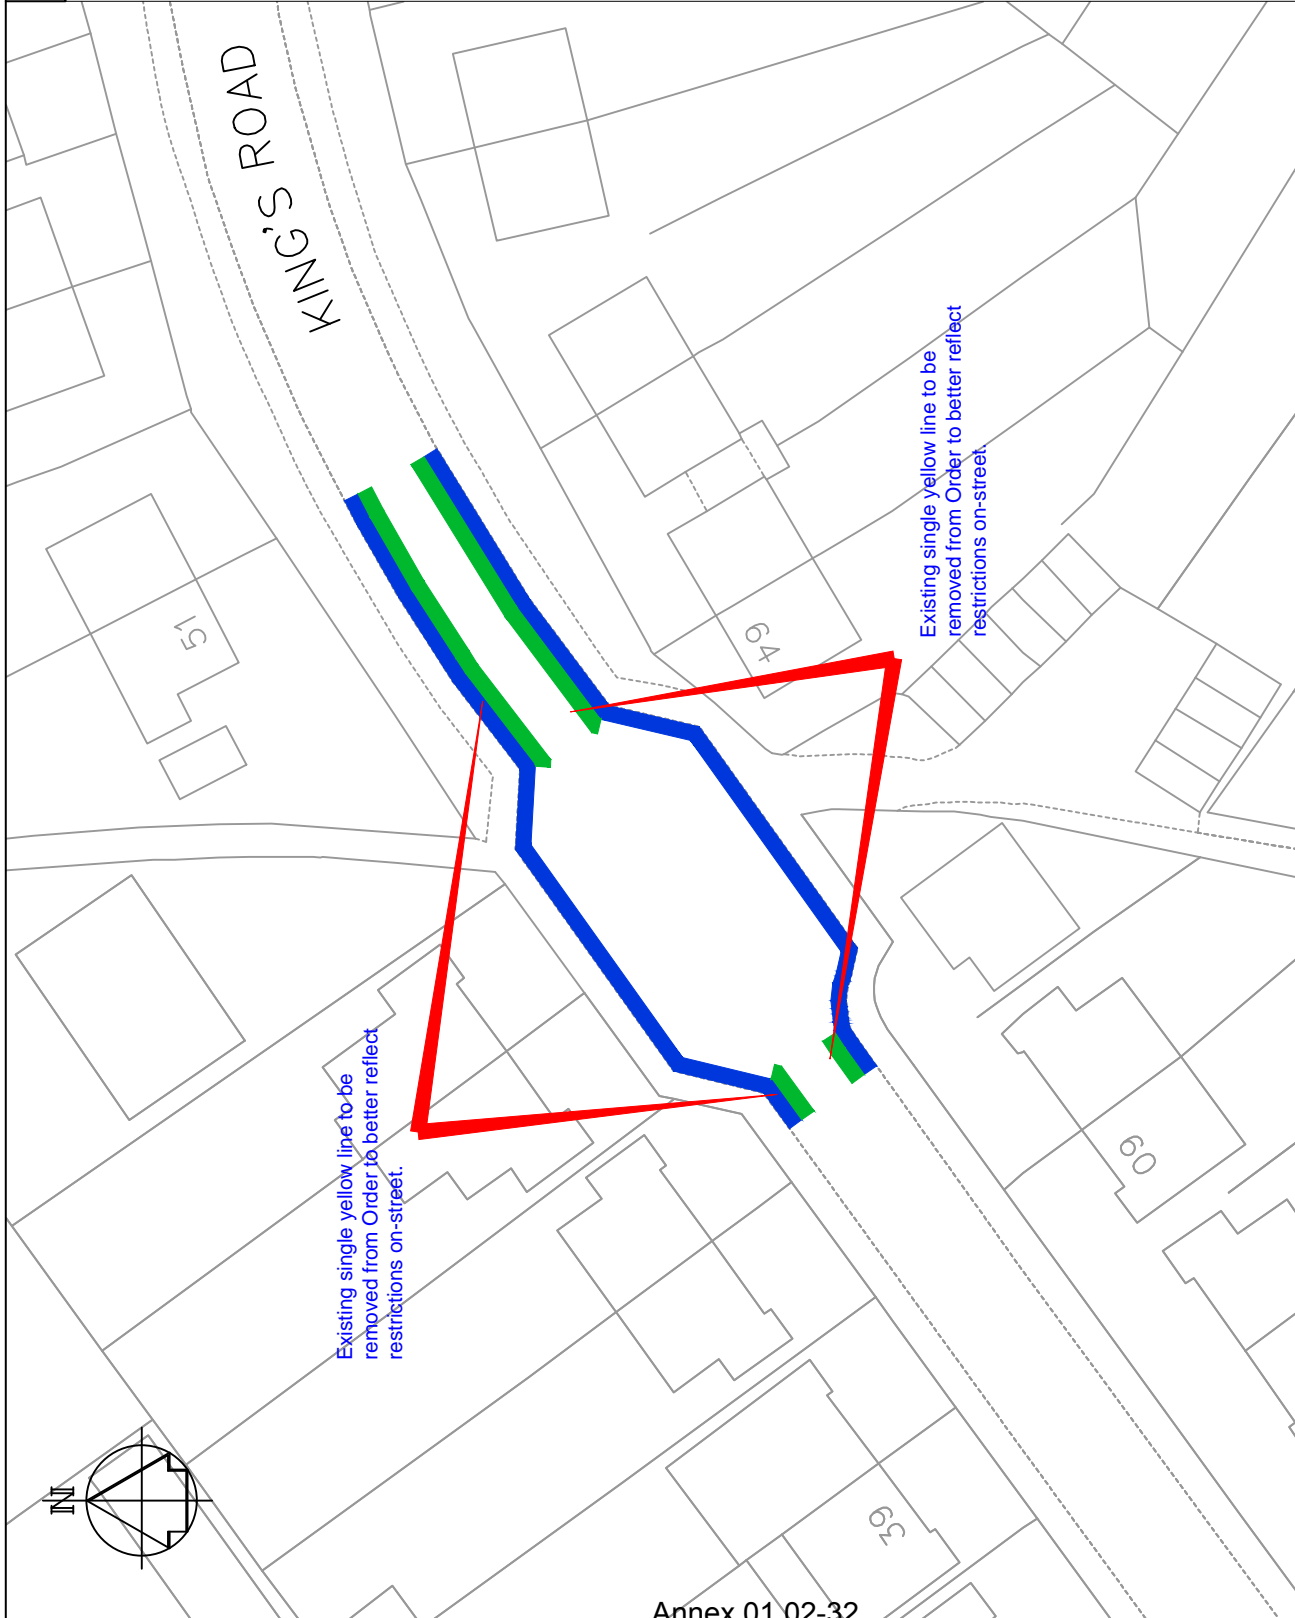 KING'S ROAD
Existing single yellow line to be
removed from Order to better reflect
restrictions on-street.
51
64
Existing single yellow line to be
removed from Order to better reflect
restrictions on-street.
60
39
N
Annex 01 02-32